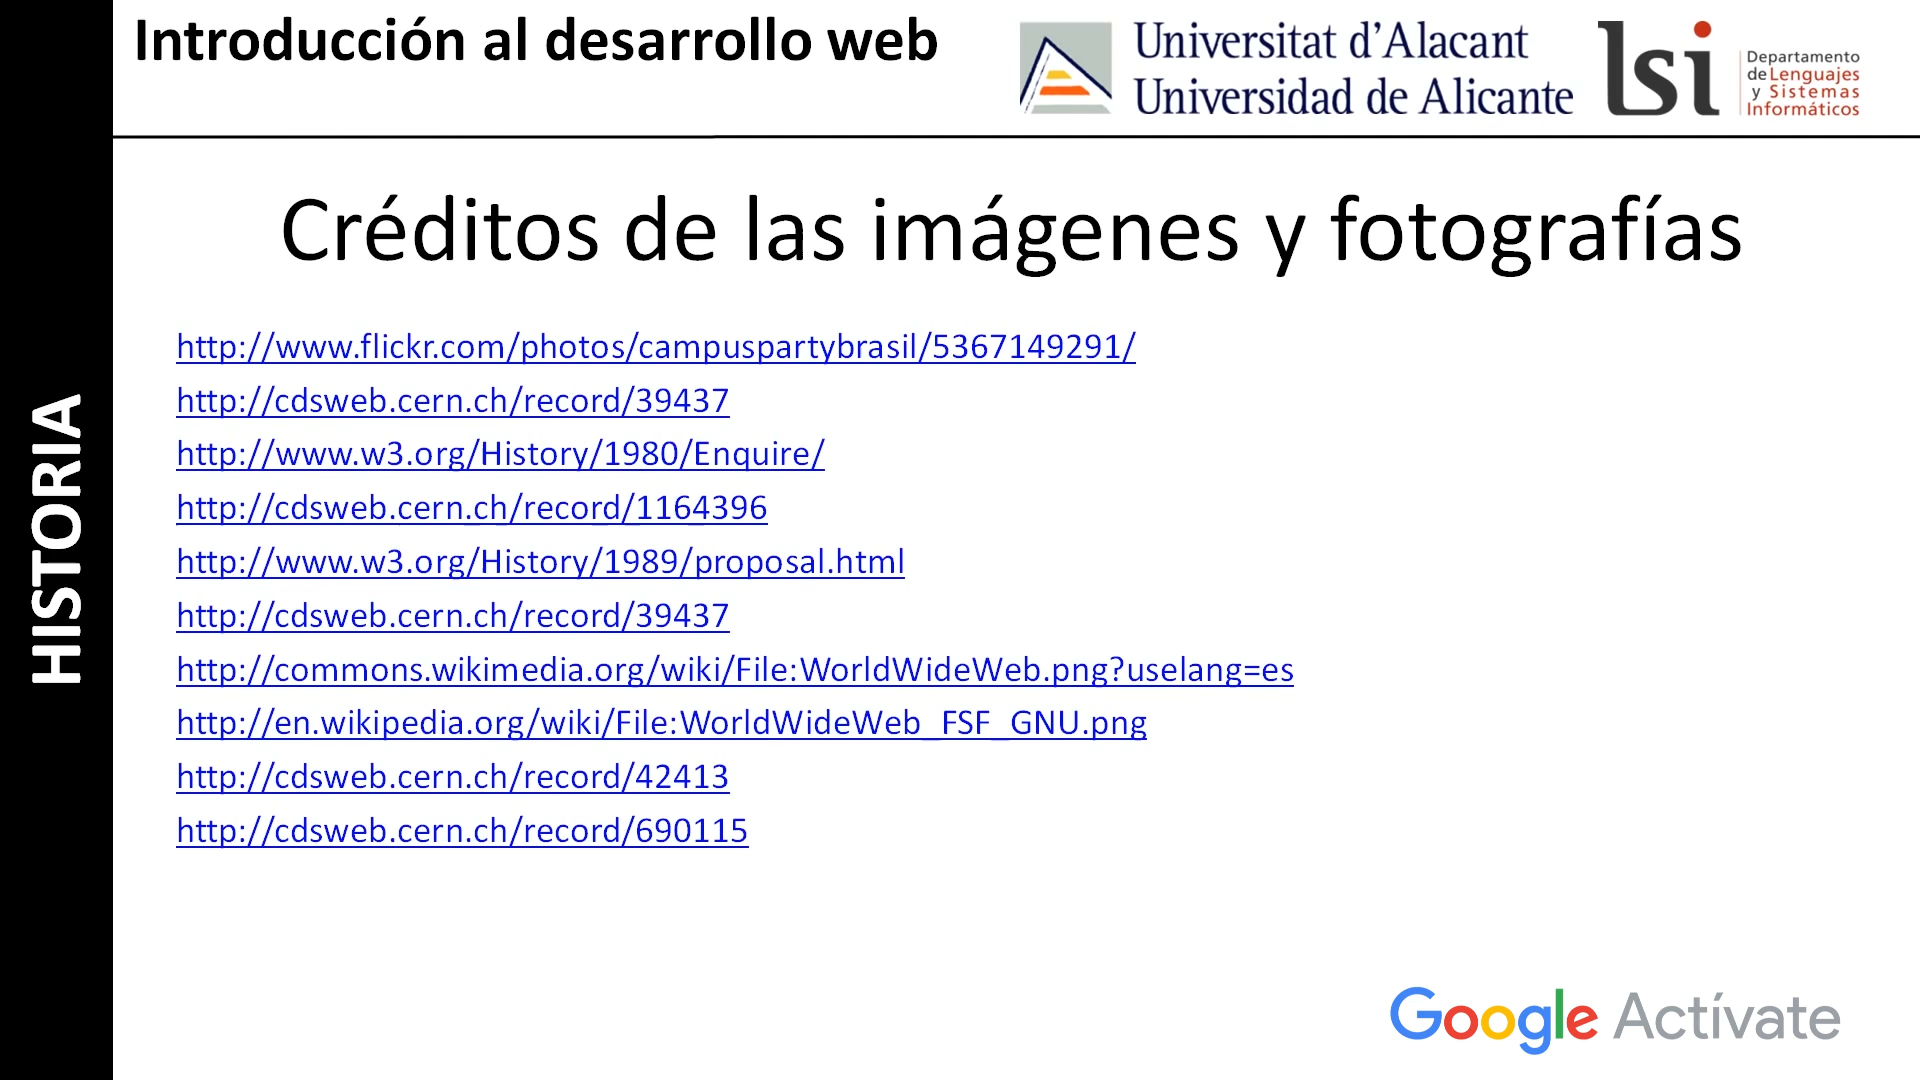 Introducción al desarrollo web
Universitat d’Alacant
Universidad de Alicante
lsi
Departamento
de Lenguajes
y Sistemas
Informáticos
HISTORIA
Créditos de las imágenes y fotografías
http://www.flickr.com/photos/campuspartybrasil/5367149291/
http://cdsweb.cern.ch/record/39437
http://www.w3.org/History/1980/Enquire/
http://cdsweb.cern.ch/record/1164396
http://www.w3.org/History/1989/proposal.html
http://cdsweb.cern.ch/record/39437
http://commons.wikimedia.org/wiki/File:WorldWideWeb.png?uselang=es
http://en.wikipedia.org/wiki/File:WorldWideWeb_FSF_GNU.png
http://cdsweb.cern.ch/record/42413
http://cdsweb.cern.ch/record/690115
Google Actívate